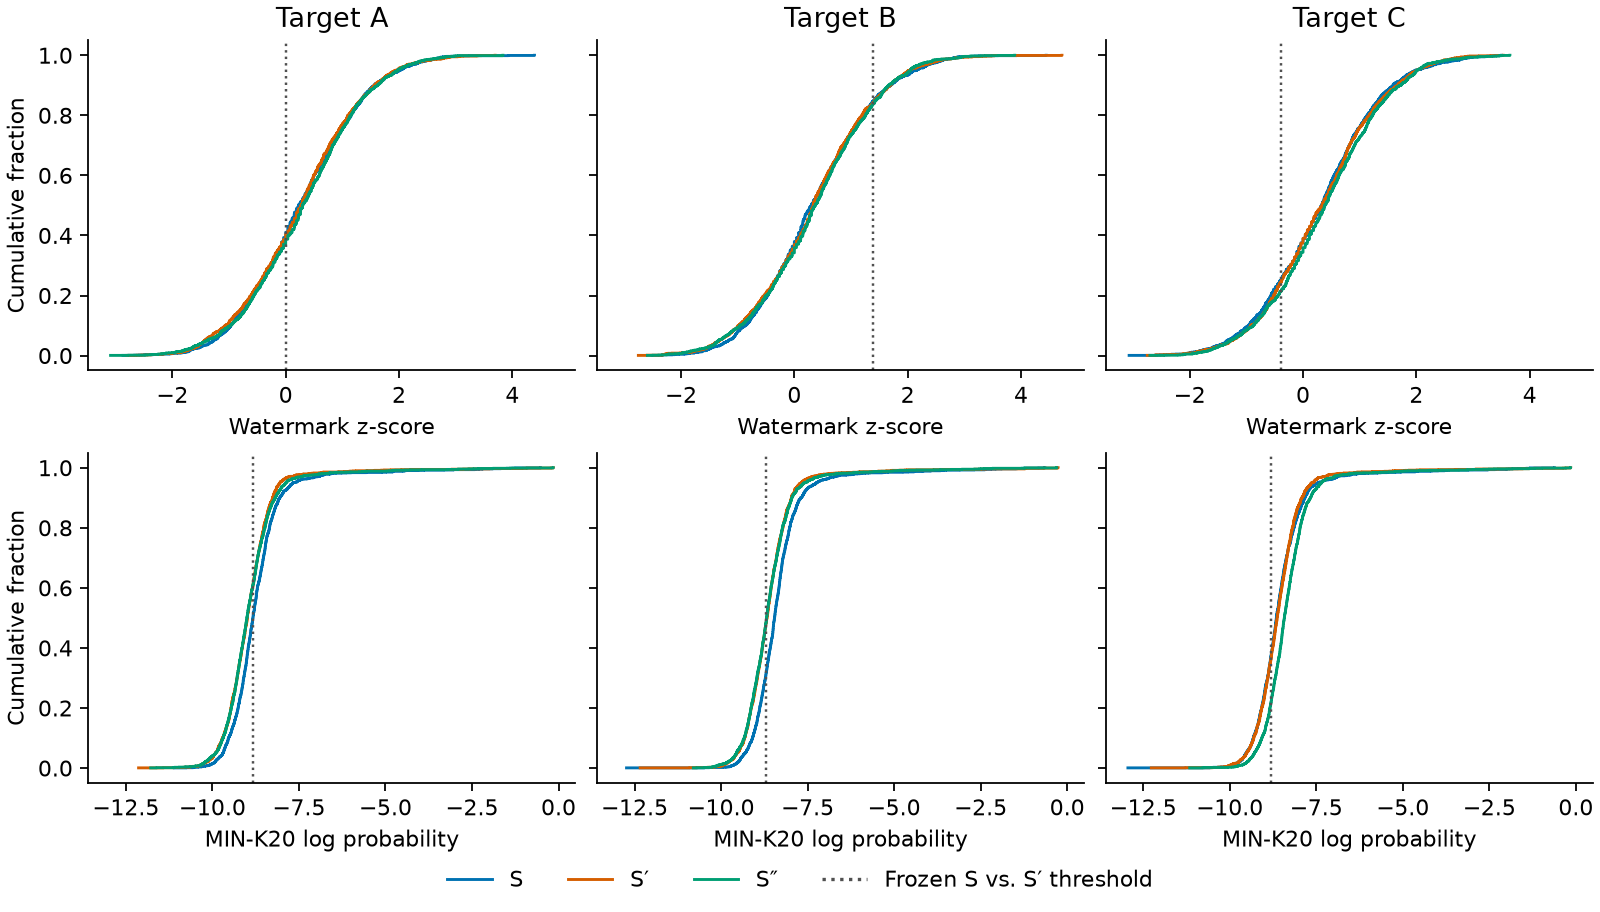 Target A
Target B
Target C
Cumulative fraction
1.0
0.8
0.6
0.4
0.2
0.0
−2 0 2 4
−2 0 2 4
−2 0 2 4
Watermark z-score
Watermark z-score
Watermark z-score
Cumulative fraction
1.0
0.8
0.6
0.4
0.2
0.0
−12.5 −10.0 −7.5 −5.0 −2.5 0.0
−12.5 −10.0 −7.5 −5.0 −2.5 0.0
−12.5 −10.0 −7.5 −5.0 −2.5 0.0
MIN-K20 log probability
MIN-K20 log probability
MIN-K20 log probability
S S′ S″ Frozen S vs. S′ threshold